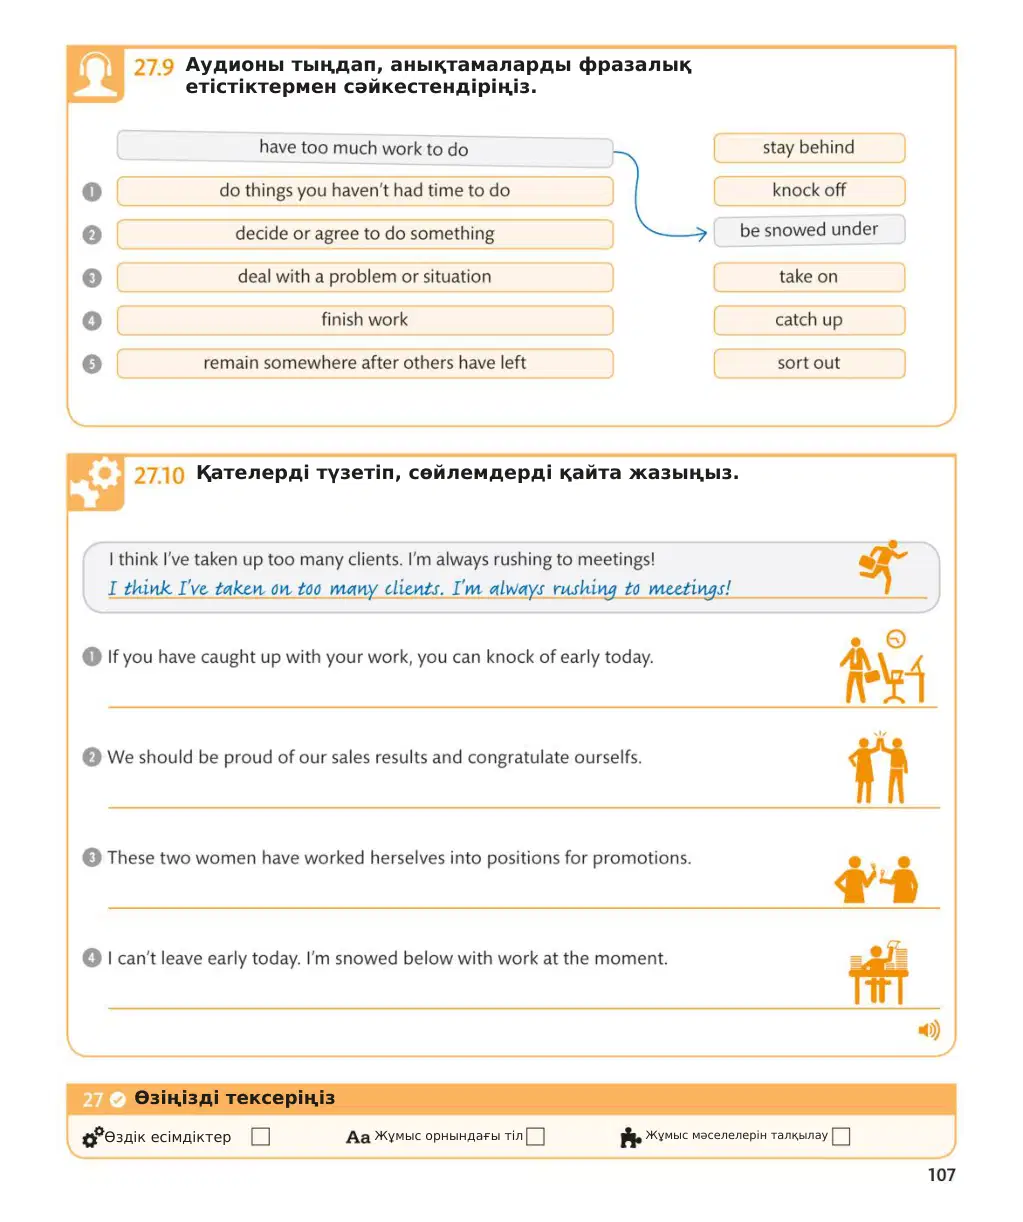 27.9 Аудионы тыңдап, анықтамаларды фразалық
етістіктермен сәйкестендіріңіз.
have too much work to do
stay behind
1 do things you haven't had time to do
knock off
2 decide or agree to do something
be snowed under
3 deal with a problem or situation
take on
4 finish work
catch up
5 remain somewhere after others have left
sort out
27.10 Қателерді түзетіп, сөйлемдерді қайта жазыңыз.
I think I've taken up too many clients. I'm always rushing to meetings!
I think I've taken on too many clients. I'm always rushing to meetings!
1 If you have caught up with your work, you can knock of early today.
2 We should be proud of our sales results and congratulate ourselfs.
3 These two women have worked herselves into positions for promotions.
4 I can't leave early today. I'm snowed below with work at the moment.
27 Өзіңізді тексеріңіз
Өздік есімдіктер
Aa Жұмыс орнындағы тіл
Жұмыс мәселелерін талқылау
107